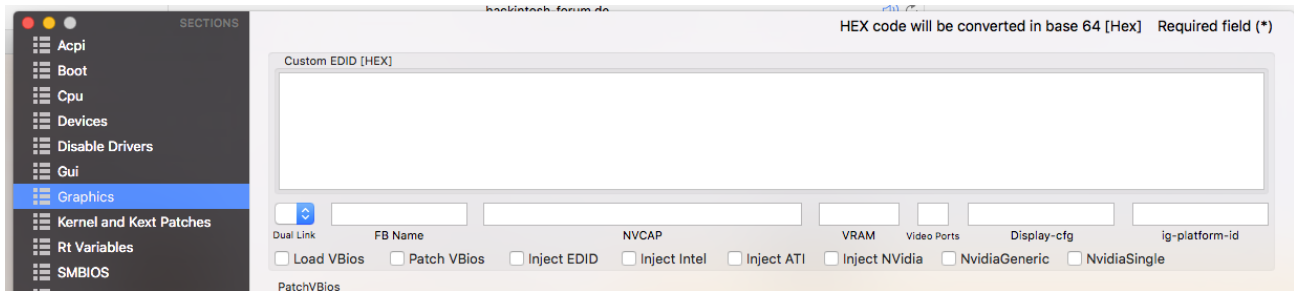 hackintosh-forum.de
SECTIONS
HEX code will be converted in base 64 [Hex] Required field (*)
Acpi
Boot
Cpu
Devices
Disable Drivers
Gui
Graphics
Kernel and Kext Patches
Rt Variables
SMBIOS
Custom EDID [HEX]
Dual Link FB Name NVCAP VRAM Video Ports Display-cfg ig-platform-id
Load VBios Patch VBios Inject EDID Inject Intel Inject ATI Inject NVidia NvidiaGeneric NvidiaSingle
PatchVBios